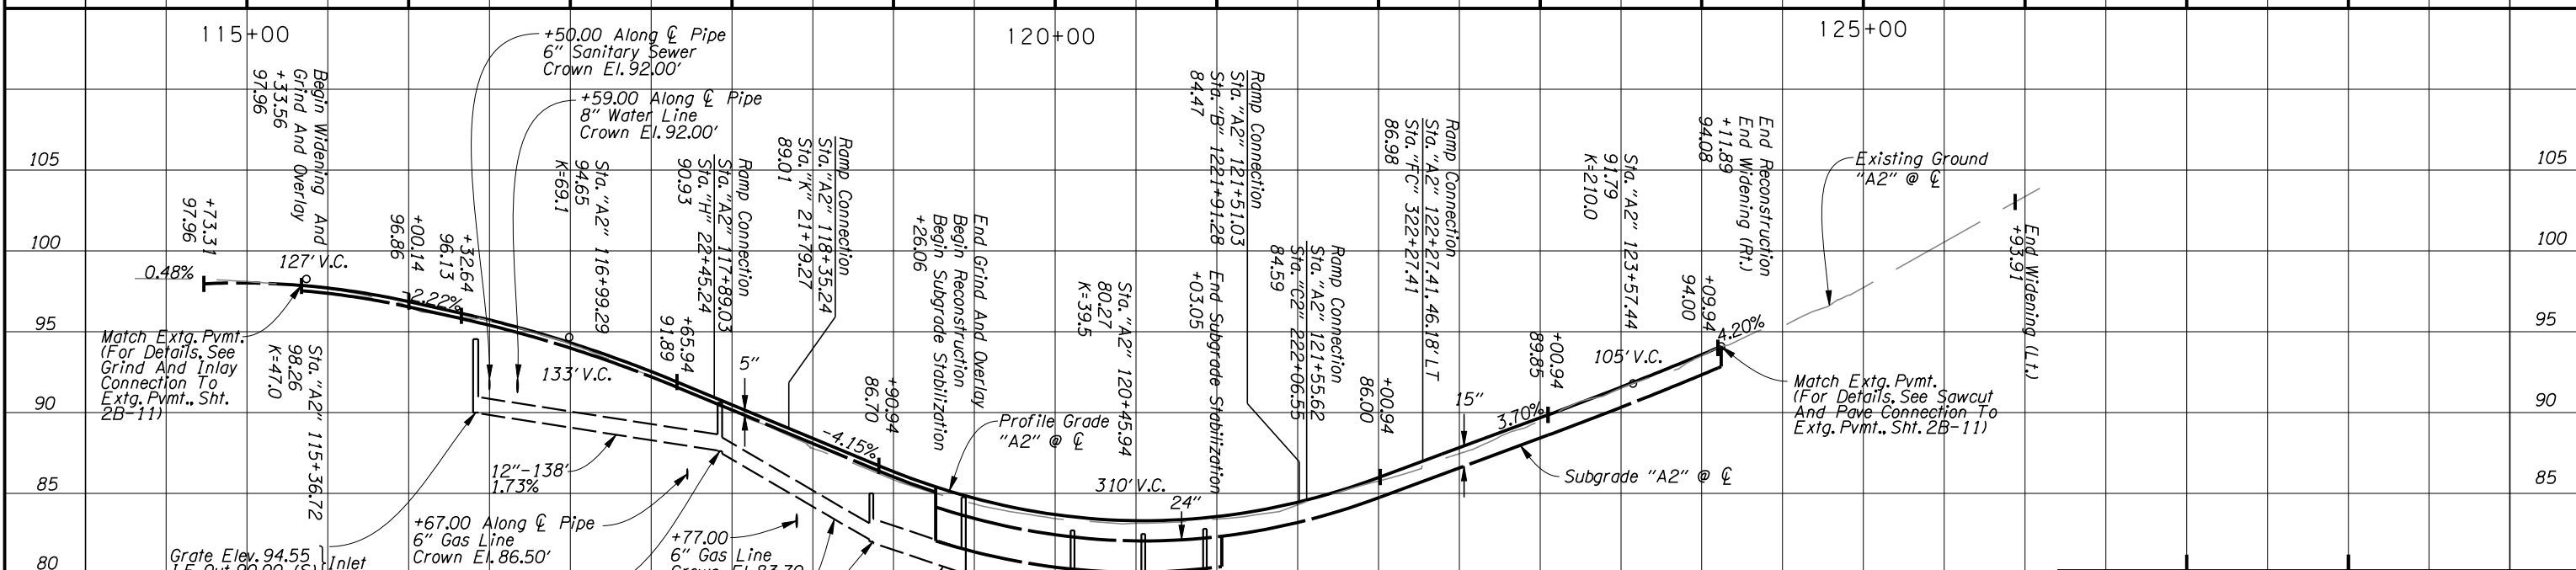 115+00
120+00
125+00
+50.00 Along ℄ Pipe
6" Sanitary Sewer
Crown El. 92.00'
+59.00 Along ℄ Pipe
8" Water Line
Crown El. 92.00'
Begin Widening And
Grind And Overlay
+33.56
97.96
105
100
95
90
85
80
+73.31
97.96
0.48%
127' V.C.
+00.14
96.86
+32.64
96.13
-2.22%
Sta. "A2" 116+99.29
94.65
K=69.1
Ramp Connection
Sta. "A2" 117+89.03
Sta. "H" 22+45.24
90.93
Ramp Connection
Sta. "A2" 118+35.24
Sta. "K" 21+79.27
89.01
End Grind And Overlay
Begin Reconstruction
Begin Subgrade Stabilization
+26.06
Ramp Connection
Sta. "A2" 121+51.03
Sta. "B" 1221+91.28
84.47
End Subgrade Stabilization
+03.05
Ramp Connection
Sta. "A2" 121+55.62
Sta. "C2" 222+06.55
84.59
Ramp Connection
Sta. "A2" 122+27.41, 46.18' LT
Sta. "FC" 322+27.41
86.98
Sta. "A2" 123+57.44
91.79
K=210.0
End Reconstruction
End Widening (Rt.)
+11.89
94.08
+09.94
94.00
4.20%
Existing Ground
"A2" @ ℄
End Widening (Lt.)
+93.91
105
100
95
90
85
Match Extg. Pvmt.
(For Details, See
Grind And Inlay
Connection To
Extg. Pvmt., Sht.
2B-11)
Sta. "A2" 115+36.72
98.26
K=47.0
133' V.C.
+65.94
91.89
5"
-4.15%
+90.94
86.70
Profile Grade
"A2" @ ℄
Sta. "A2" 120+45.94
80.27
K=39.5
310' V.C.
24"
+00.94
86.00
15"
3.70%
+00.94
89.85
105' V.C.
Match Extg. Pvmt.
(For Details, See Sawcut
And Pave Connection To
Extg. Pvmt., Sht. 2B-11)
Subgrade "A2" @ ℄
12"-138'
1.73%
+67.00 Along ℄ Pipe
6" Gas Line
Crown El. 86.50'
+77.00
6" Gas Line
Crown El. 83.70
Grate Elev. 94.55
Inlet